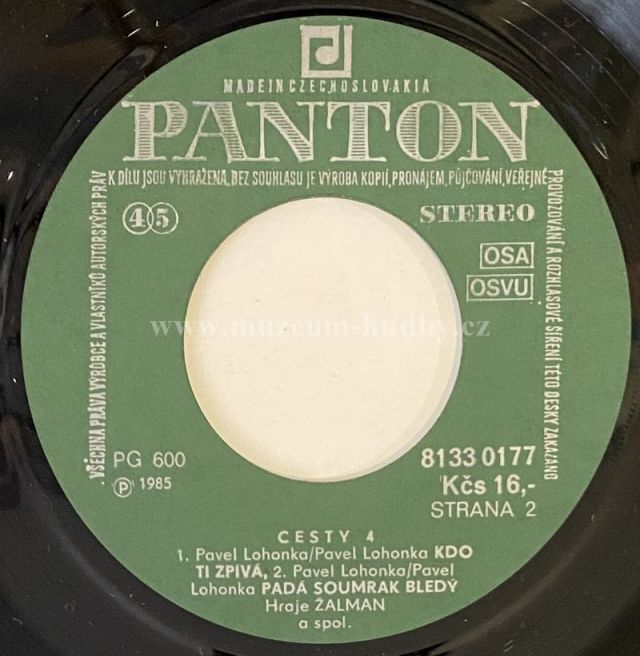 MADE IN CZECHOSLOVAKIA
PANTON
VŠECHNA PRÁVA VÝROBCE A VLASTNÍKŮ AUTORSKÝCH PRÁV
K DÍLU JSOU VYHRAŽENA. BEZ SOUHLASU JE VÝROBA KOPIÍ, PRONÁJEM, PŮJČOVÁNÍ, VEŘEJNÉ
PROVOZOVÁNÍ A ROZHLASOVÉ ŠÍŘENÍ TÉTO DESKY ZAKÁZÁNO
45
STEREO
OSA
OSVU
www.muzeum-hudby.cz
PG 600
Ⓟ 1985
8133 0177
Kčs 16,-
STRANA 2
CESTY 4
1. Pavel Lohonka/Pavel Lohonka KDO
TI ZPÍVÁ, 2. Pavel Lohonka/Pavel
Lohonka PADÁ SOUMRAK BLEDÝ
Hraje ŽALMAN
a spol.